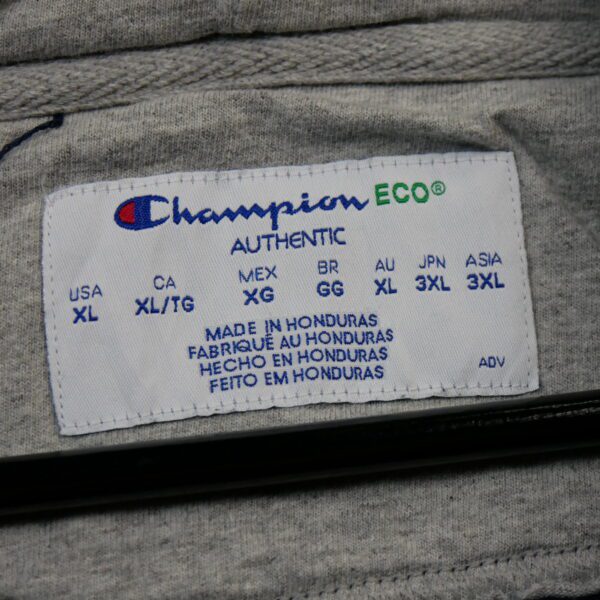 Champion ECO®
AUTHENTIC
USA CA MEX BR AU JPN ASIA
XL XL/TG XG GG XL 3XL 3XL
MADE IN HONDURAS
FABRIQUÉ AU HONDURAS
HECHO EN HONDURAS
FEITO EM HONDURAS
ADV